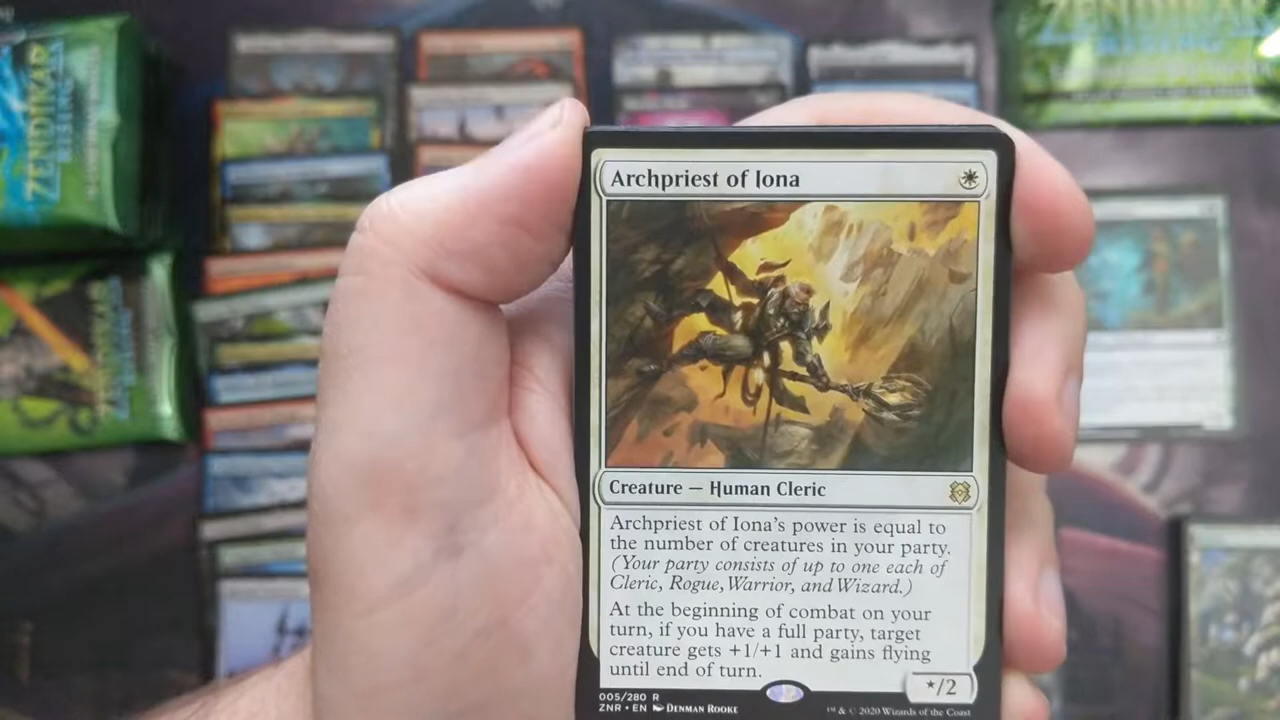 ZENDIKAR
RISING
ZENDIKAR
Archpriest of Iona
Creature — Human Cleric
Archpriest of Iona's power is equal to
the number of creatures in your party.
(Your party consists of up to one each of
Cleric, Rogue, Warrior, and Wizard.)
At the beginning of combat on your
turn, if you have a full party, target
creature gets +1/+1 and gains flying
until end of turn.
*/2
005/280 R
ZNR • EN DENMAN ROOKE
™ & © 2020 Wizards of the Coast